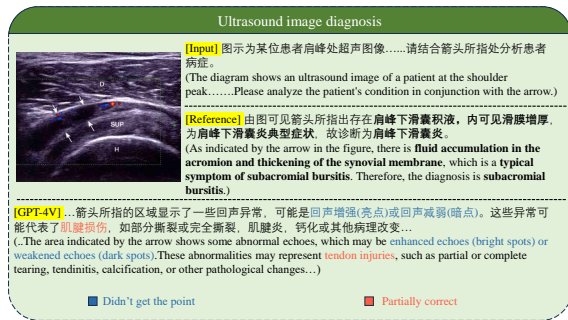 Ultrasound image diagnosis
[Input] 图示为某位患者肩峰处超声图像……请结合箭头所指处分析患者
病症。
(The diagram shows an ultrasound image of a patient at the shoulder
peak…….Please analyze the patient's condition in conjunction with the arrow.)
[Reference] 由图可见箭头所指出存在肩峰下滑囊积液，内可见滑膜增厚，
为肩峰下滑囊炎典型症状，故诊断为肩峰下滑囊炎。
(As indicated by the arrow in the figure, there is fluid accumulation in the
acromion and thickening of the synovial membrane, which is a typical
symptom of subacromial bursitis. Therefore, the diagnosis is subacromial
bursitis.)
D
SUP
H
[GPT-4V] …箭头所指的区域显示了一些回声异常，可能是回声增强(亮点)或回声减弱(暗点)。这些异常可
能代表了肌腱损伤，如部分撕裂或完全撕裂，肌腱炎，钙化或其他病理改变…
(..The area indicated by the arrow shows some abnormal echoes, which may be enhanced echoes (bright spots) or
weakened echoes (dark spots).These abnormalities may represent tendon injuries, such as partial or complete
tearing, tendinitis, calcification, or other pathological changes…)
Didn't get the point
Partially correct